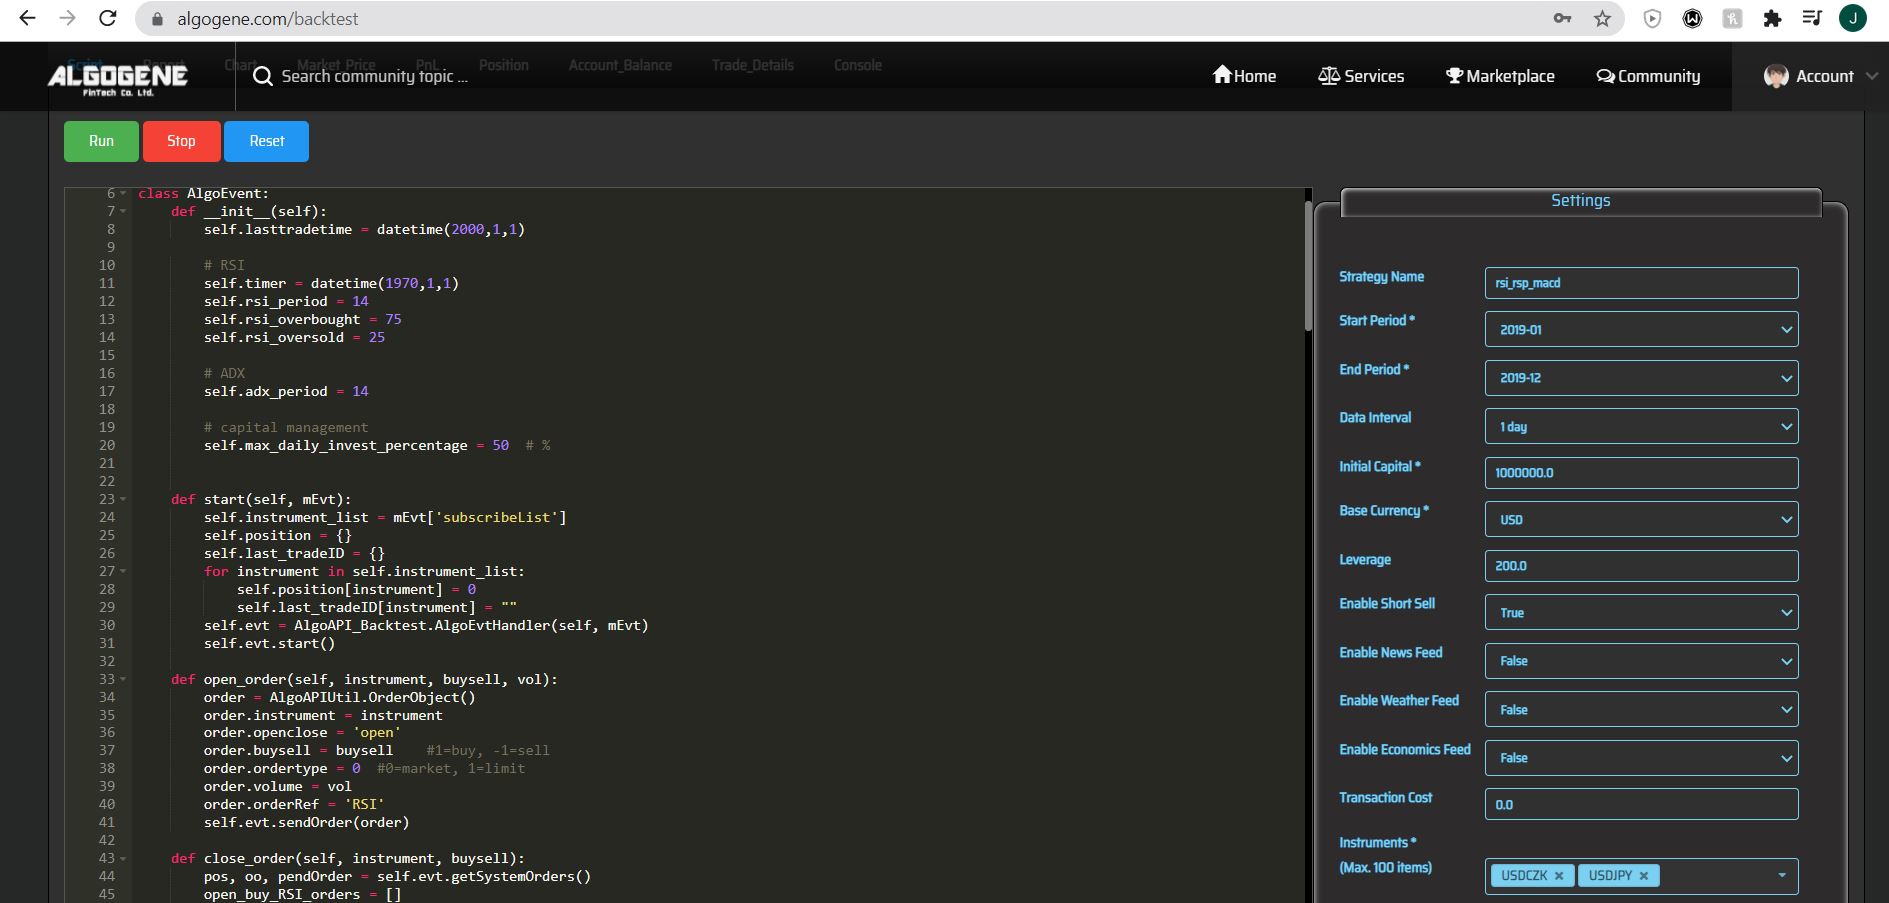 algogene.com/backtest
J
Script Report Chart Market_Price PnL Position Account_Balance Trade_Details Console
ALGOGENE
FinTech Co. Ltd.
Search community topic ...
Home Services Marketplace Community Account
Run Stop Reset
6 class AlgoEvent:
7 def __init__(self):
8 self.lasttradetime = datetime(2000,1,1)
9
10 # RSI
11 self.timer = datetime(1970,1,1)
12 self.rsi_period = 14
13 self.rsi_overbought = 75
14 self.rsi_oversold = 25
15
16 # ADX
17 self.adx_period = 14
18
19 # capital management
20 self.max_daily_invest_percentage = 50 # %
21
22
23 def start(self, mEvt):
24 self.instrument_list = mEvt['subscribeList']
25 self.position = {}
26 self.last_tradeID = {}
27 for instrument in self.instrument_list:
28 self.position[instrument] = 0
29 self.last_tradeID[instrument] = ""
30 self.evt = AlgoAPI_Backtest.AlgoEvtHandler(self, mEvt)
31 self.evt.start()
32
33 def open_order(self, instrument, buysell, vol):
34 order = AlgoAPIUtil.OrderObject()
35 order.instrument = instrument
36 order.openclose = 'open'
37 order.buysell = buysell #1=buy, -1=sell
38 order.ordertype = 0 #0=market, 1=limit
39 order.volume = vol
40 order.orderRef = 'RSI'
41 self.evt.sendOrder(order)
42
43 def close_order(self, instrument, buysell):
44 pos, oo, pendOrder = self.evt.getSystemOrders()
45 open_buy_RSI_orders = []
Settings
Strategy Name rsi_rsp_macd
Start Period * 2019-01
End Period * 2019-12
Data Interval 1 day
Initial Capital * 1000000.0
Base Currency * USD
Leverage 200.0
Enable Short Sell True
Enable News Feed False
Enable Weather Feed False
Enable Economics Feed False
Transaction Cost 0.0
Instruments *
(Max. 100 items) USDCZK × USDJPY ×